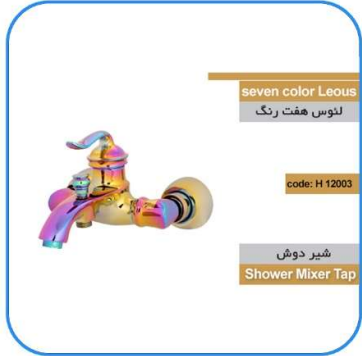 seven color Leous
لئوس هفت رنگ
code: H 12003
شیر دوش
Shower Mixer Tap